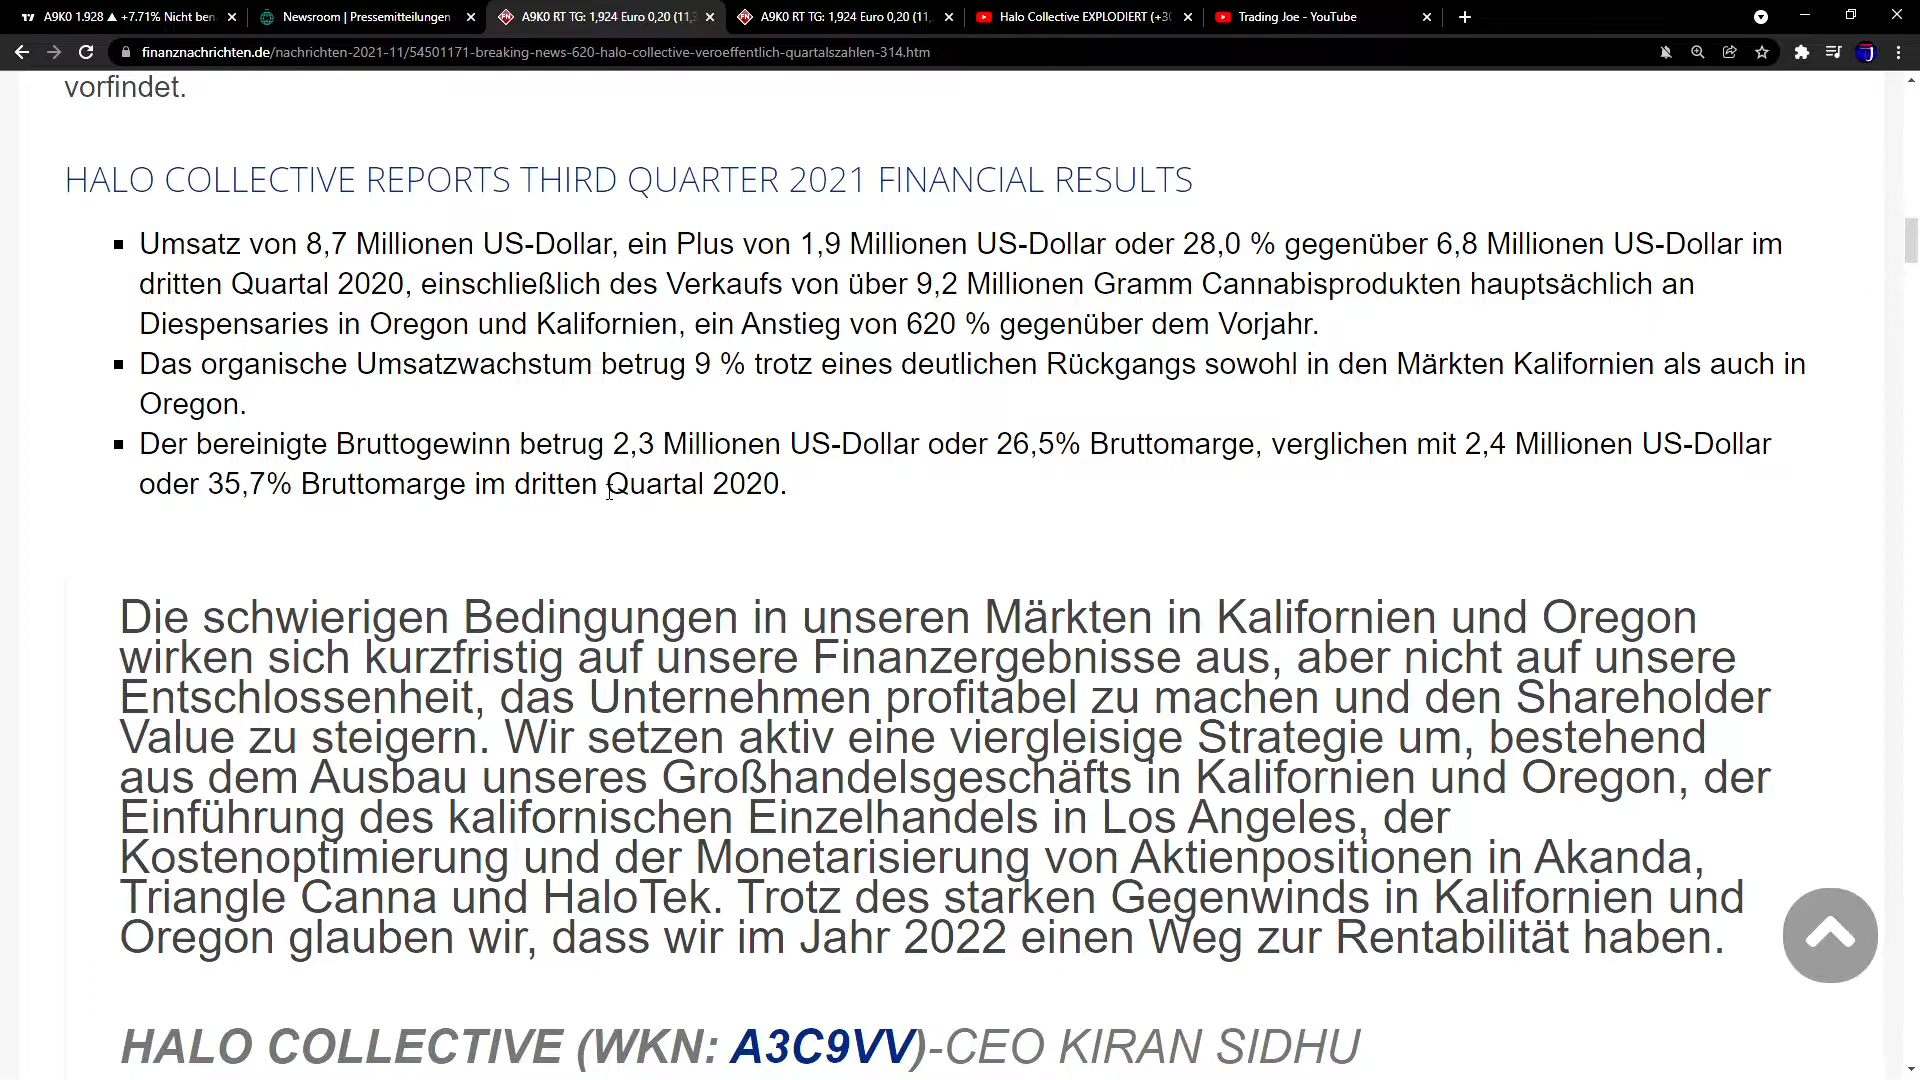 A9K0 1.928 ▲ +7.71% Nicht ben
Newsroom | Pressemitteilungen
A9K0 RT TG: 1,924 Euro 0,20 (11,
A9K0 RT TG: 1,924 Euro 0,20 (11,
Halo Collective EXPLODIERT (+30
Trading Joe - YouTube
finanznachrichten.de/nachrichten-2021-11/54501171-breaking-news-620-halo-collective-veroeffentlich-quartalszahlen-314.htm
vorfindet.
HALO COLLECTIVE REPORTS THIRD QUARTER 2021 FINANCIAL RESULTS
▪ Umsatz von 8,7 Millionen US-Dollar, ein Plus von 1,9 Millionen US-Dollar oder 28,0 % gegenüber 6,8 Millionen US-Dollar im
dritten Quartal 2020, einschließlich des Verkaufs von über 9,2 Millionen Gramm Cannabisprodukten hauptsächlich an
Diespensaries in Oregon und Kalifornien, ein Anstieg von 620 % gegenüber dem Vorjahr.
▪ Das organische Umsatzwachstum betrug 9 % trotz eines deutlichen Rückgangs sowohl in den Märkten Kalifornien als auch in
Oregon.
▪ Der bereinigte Bruttogewinn betrug 2,3 Millionen US-Dollar oder 26,5% Bruttomarge, verglichen mit 2,4 Millionen US-Dollar
oder 35,7% Bruttomarge im dritten Quartal 2020.
Die schwierigen Bedingungen in unseren Märkten in Kalifornien und Oregon
wirken sich kurzfristig auf unsere Finanzergebnisse aus, aber nicht auf unsere
Entschlossenheit, das Unternehmen profitabel zu machen und den Shareholder
Value zu steigern. Wir setzen aktiv eine viergleisige Strategie um, bestehend
aus dem Ausbau unseres Großhandelsgeschäfts in Kalifornien und Oregon, der
Einführung des kalifornischen Einzelhandels in Los Angeles, der
Kostenoptimierung und der Monetarisierung von Aktienpositionen in Akanda,
Triangle Canna und HaloTek. Trotz des starken Gegenwinds in Kalifornien und
Oregon glauben wir, dass wir im Jahr 2022 einen Weg zur Rentabilität haben.
HALO COLLECTIVE (WKN: A3C9VV)-CEO KIRAN SIDHU